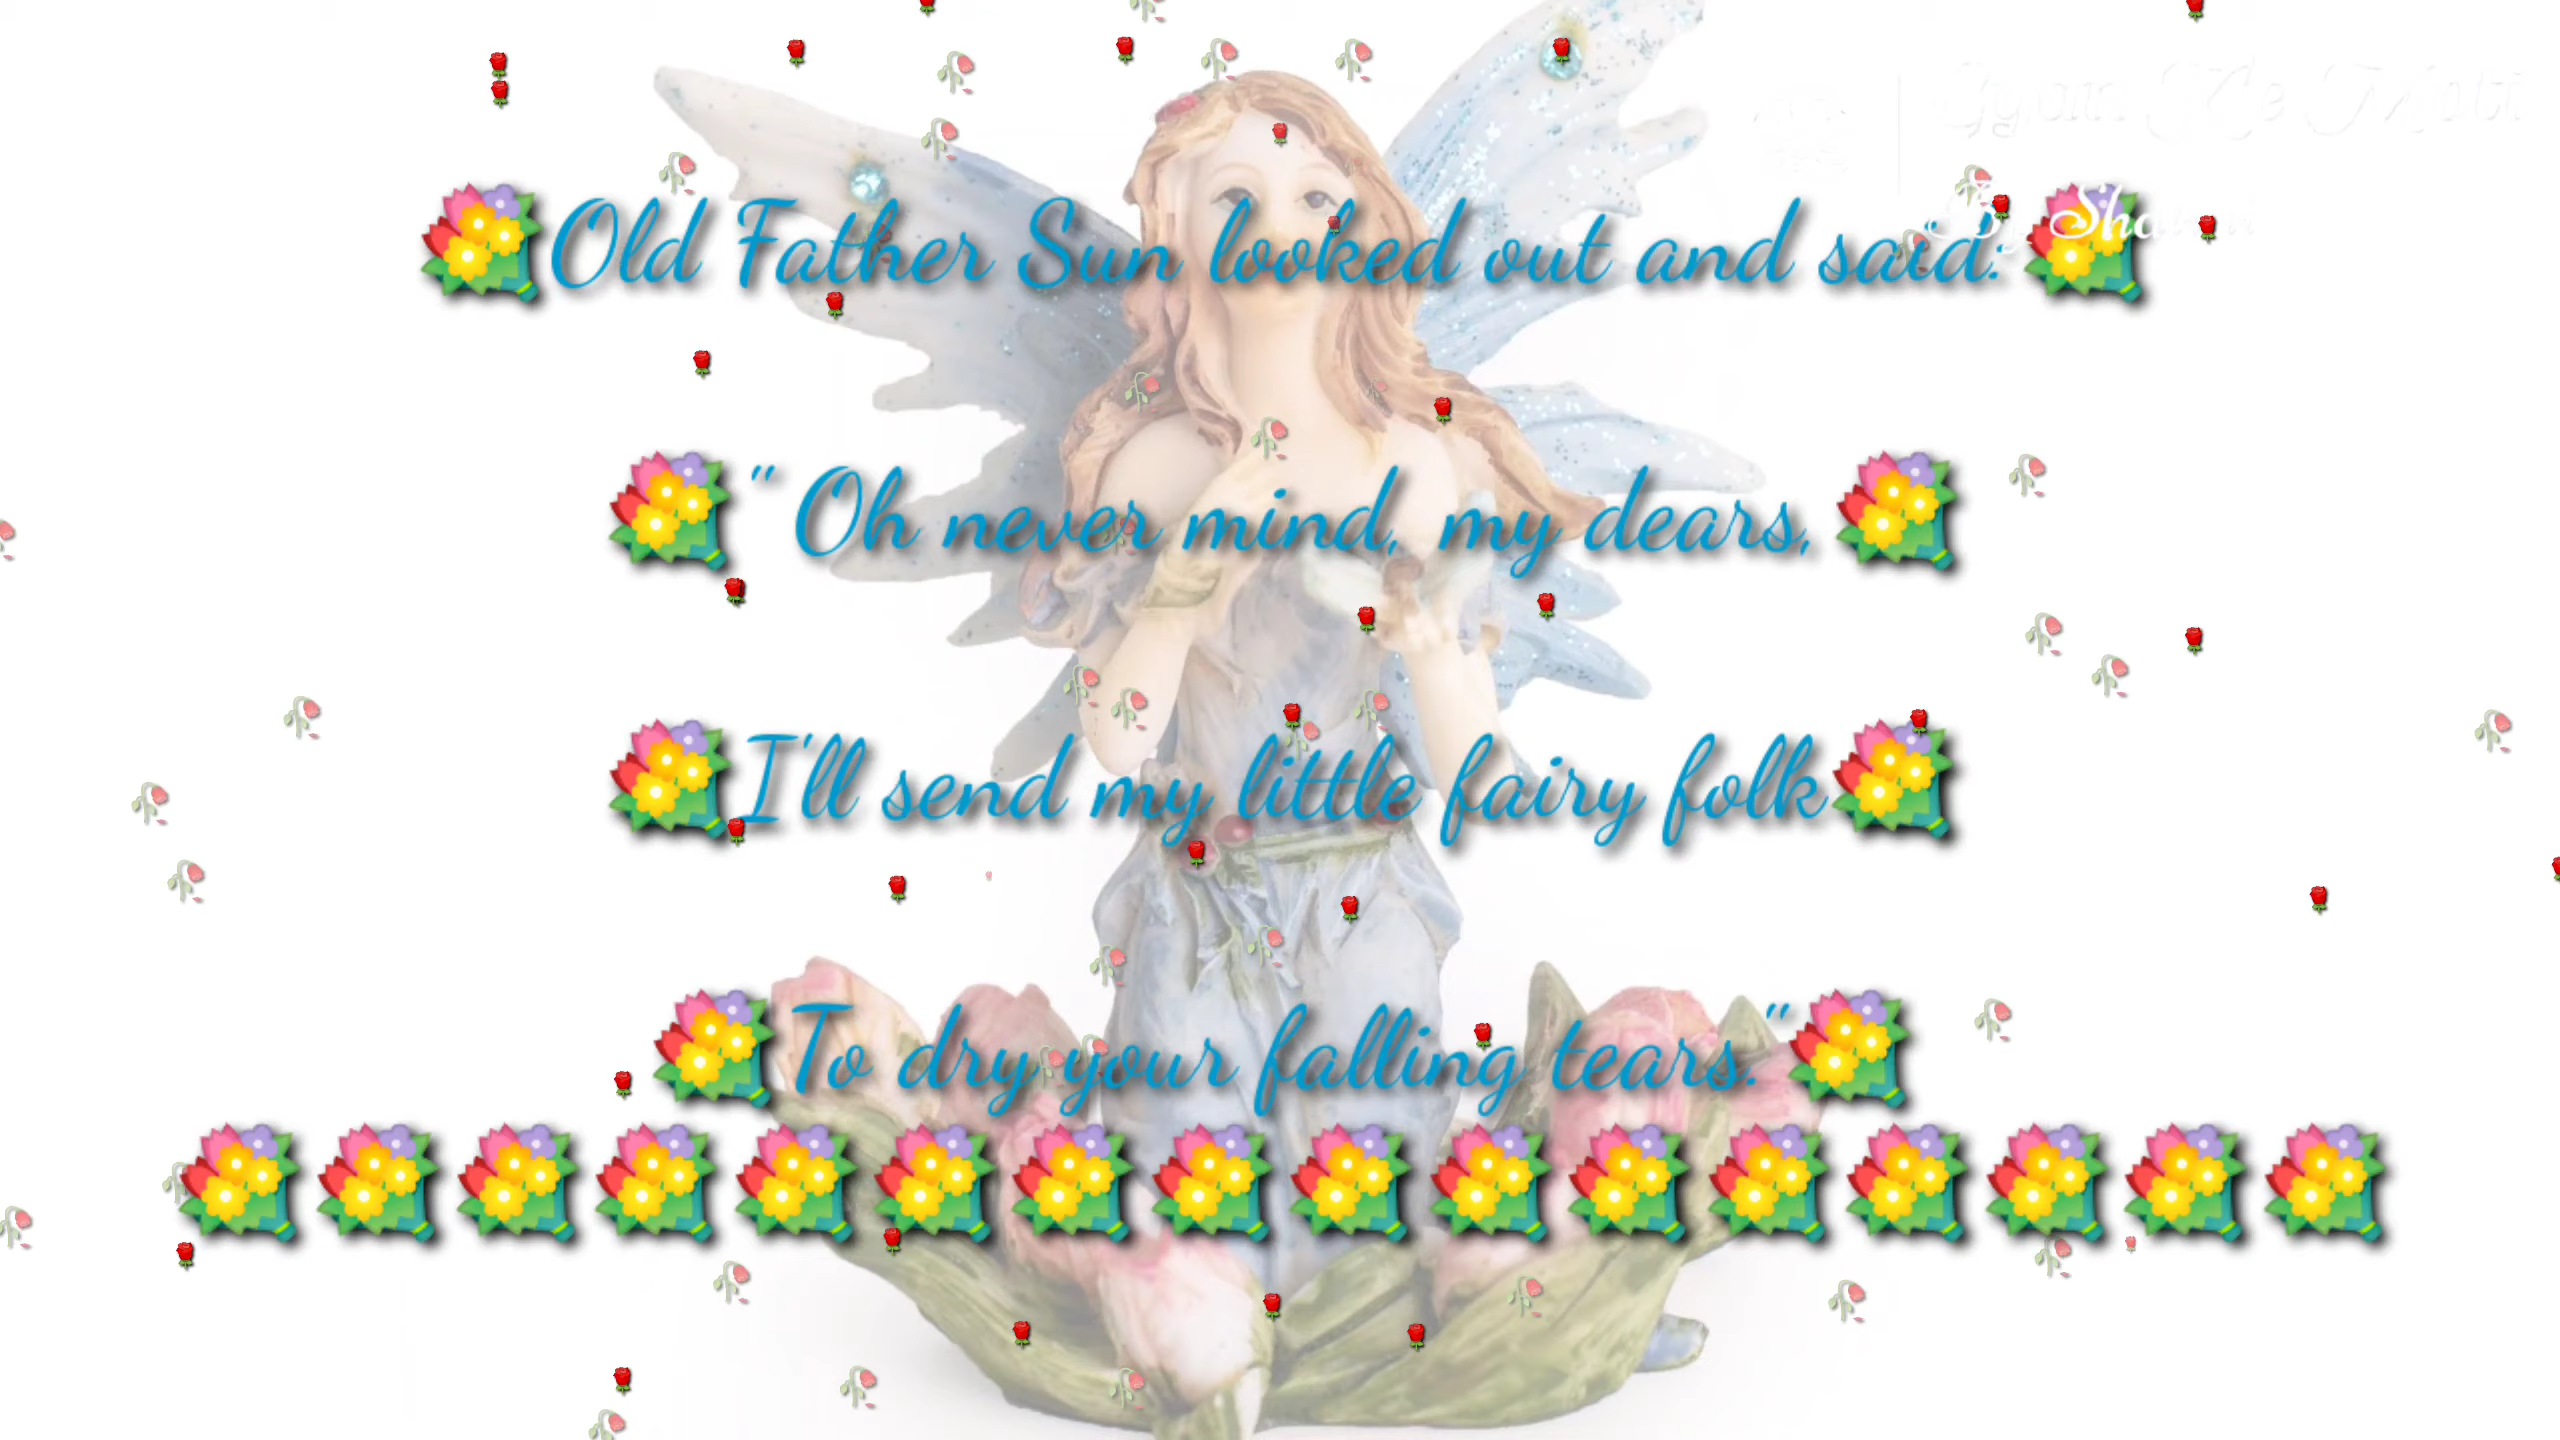 Old Father Sun looked out and said:
" Oh never mind, my dears,
I'll send my little fairy folk
To dry your falling tears."